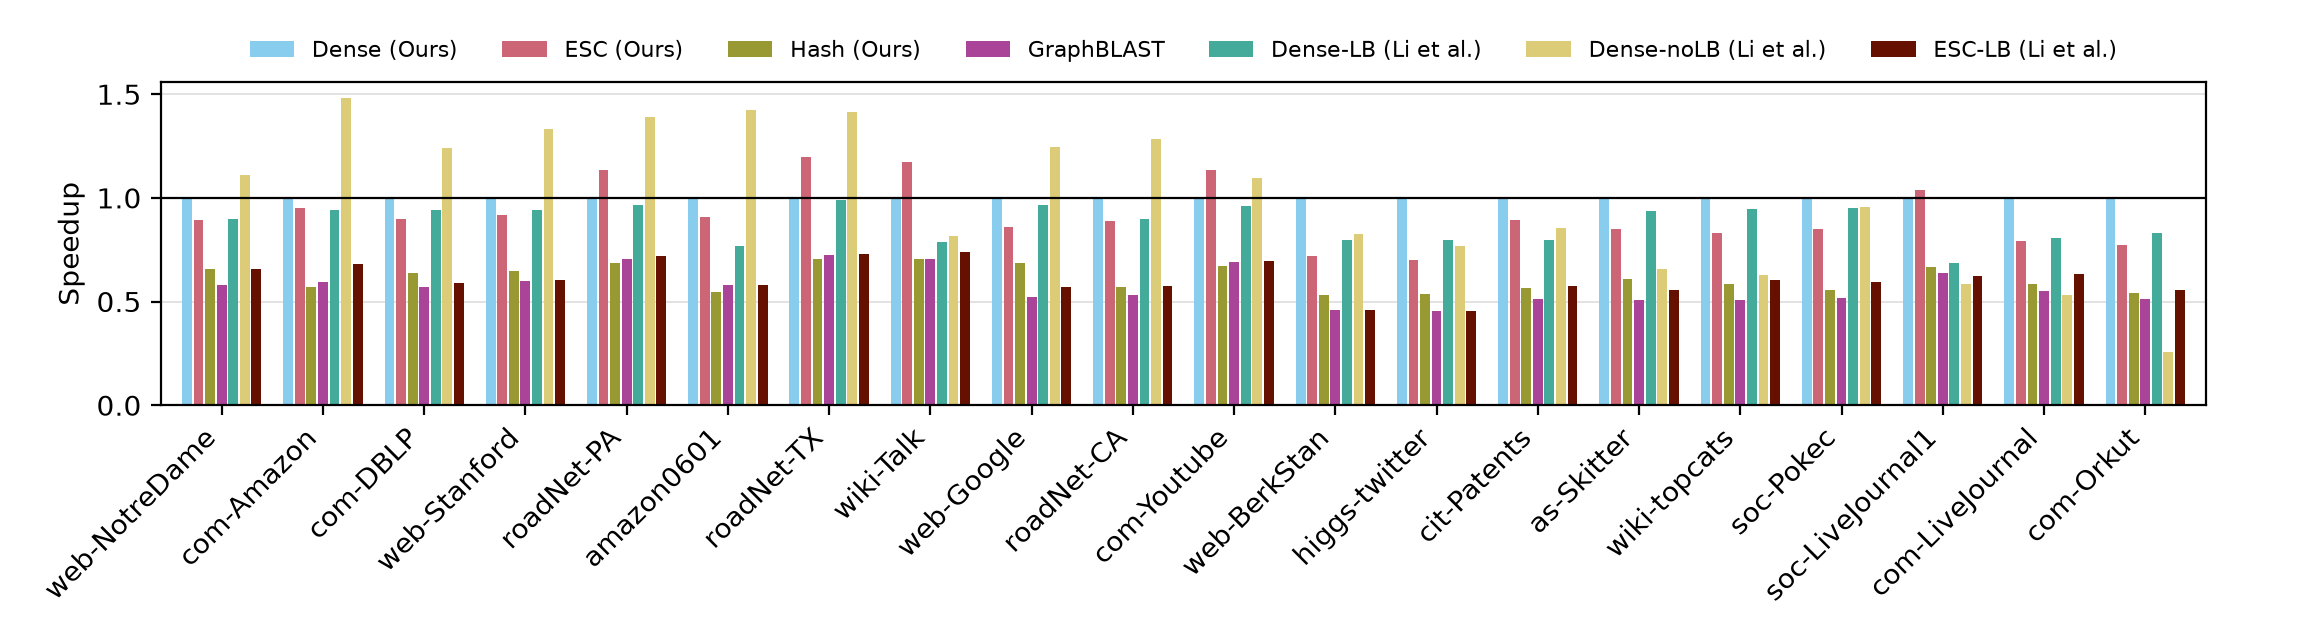 Dense (Ours) ESC (Ours) Hash (Ours) GraphBLAST Dense-LB (Li et al.) Dense-noLB (Li et al.) ESC-LB (Li et al.)
Speedup
1.5
1.0
0.5
0.0
web-NotreDame
com-Amazon
com-DBLP
web-Stanford
roadNet-PA
amazon0601
roadNet-TX
wiki-Talk
web-Google
roadNet-CA
com-Youtube
web-BerkStan
higgs-twitter
cit-Patents
as-Skitter
wiki-topcats
soc-Pokec
soc-LiveJournal1
com-LiveJournal
com-Orkut